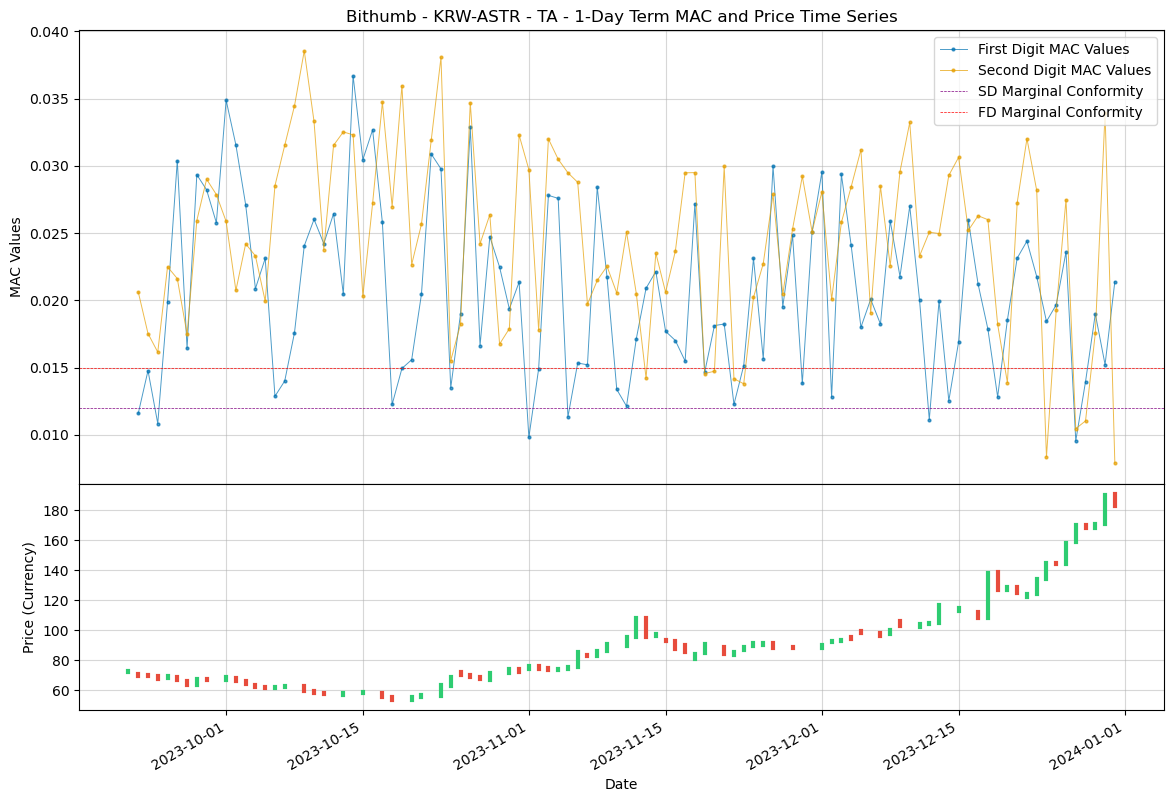 Bithumb - KRW-ASTR - TA - 1-Day Term MAC and Price Time Series
First Digit MAC Values
Second Digit MAC Values
SD Marginal Conformity
FD Marginal Conformity
MAC Values
0.040
0.035
0.030
0.025
0.020
0.015
0.010
Price (Currency)
180
160
140
120
100
80
60
2023-10-01
2023-10-15
2023-11-01
2023-11-15
2023-12-01
2023-12-15
2024-01-01
Date